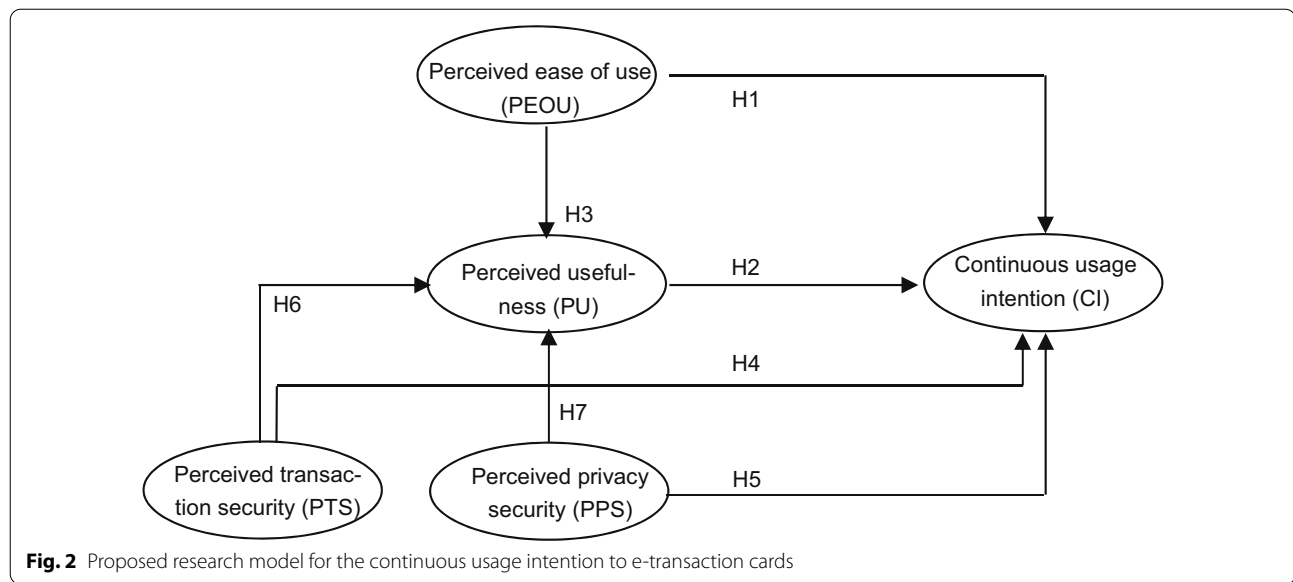 Perceived ease of use
(PEOU)
H1
H3
Perceived useful-
ness (PU)
H2
Continuous usage
intention (CI)
H6
H4
H7
Perceived transac-
tion security (PTS)
Perceived privacy
security (PPS)
H5
Fig. 2 Proposed research model for the continuous usage intention to e-transaction cards